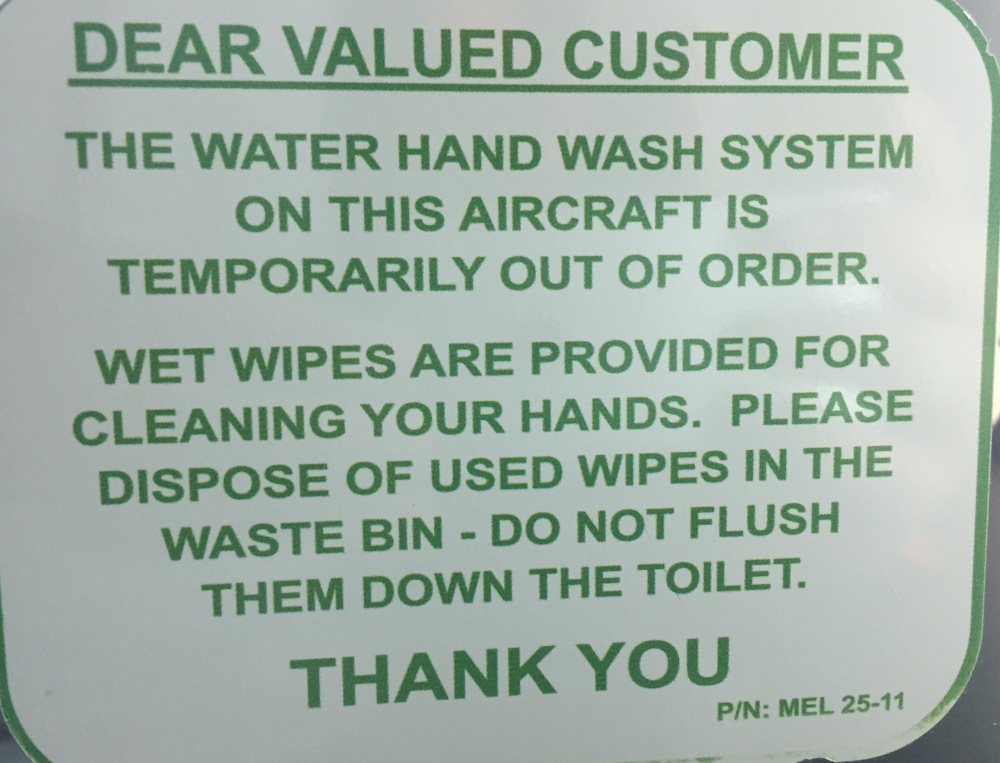 DEAR VALUED CUSTOMER
THE WATER HAND WASH SYSTEM
ON THIS AIRCRAFT IS
TEMPORARILY OUT OF ORDER.
WET WIPES ARE PROVIDED FOR
CLEANING YOUR HANDS. PLEASE
DISPOSE OF USED WIPES IN THE
WASTE BIN - DO NOT FLUSH
THEM DOWN THE TOILET.
THANK YOU
P/N: MEL 25-11